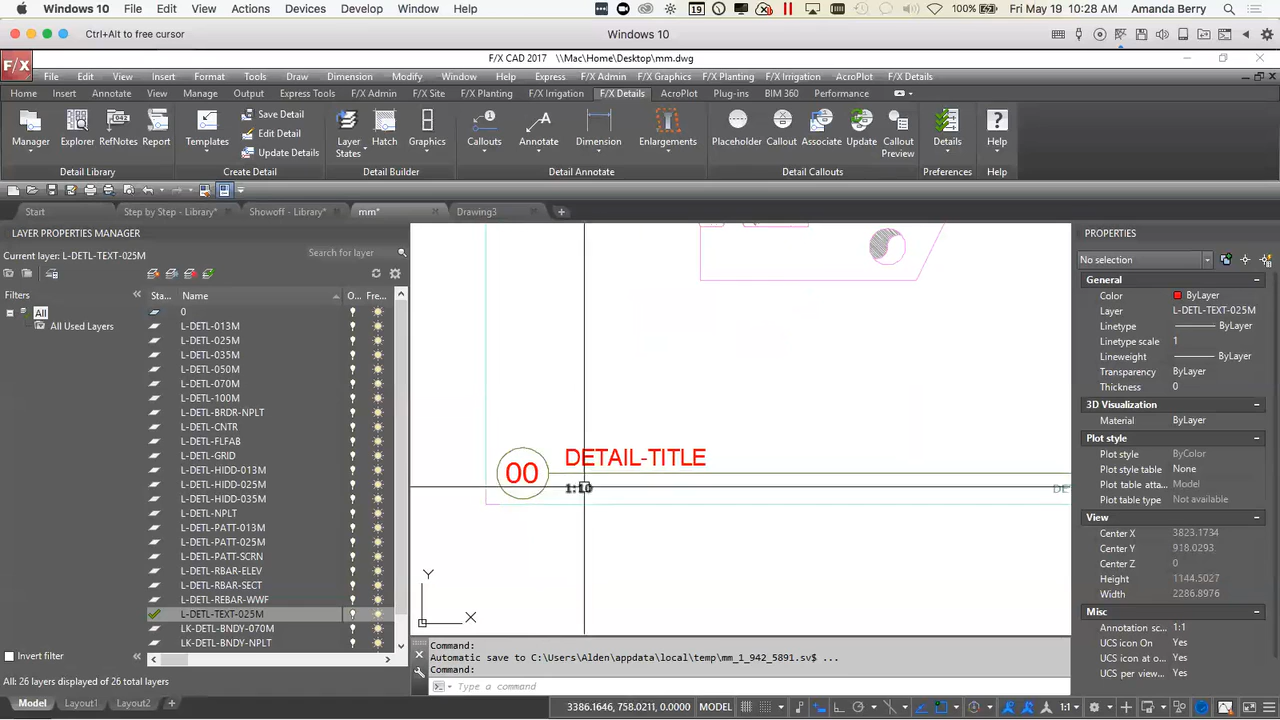 File Edit View Go Actions Devices Develop Window Help 19 100% Fri May 19 10:28 AM Amanda Berry
Windows 10
Ctrl+Alt to free cursor Windows 10
F/X F/X CAD 2017 \\Mac\Home\Desktop\mm.dwg
File Edit View Insert Format Tools Draw Dimension Modify Window Help Express F/X Admin F/X Graphics F/X Planting F/X Irrigation AcroPlot F/X Details
Home Insert Annotate View Manage Output Express Tools F/X Admin F/X Site F/X Planting F/X Irrigation F/X Details AcroPlot Plug-ins BIM 360 Performance
Manager Explorer RefNotes Report Templates Save Detail Edit Detail Update Details Layer States Hatch Graphics Callouts Annotate Dimension Enlargements Placeholder Callout Associate Update Callout Preview Details Help
Detail Library Create Detail Detail Builder Detail Annotate Detail Callouts Preferences Help
Start Step by Step - Library* Showoff - Library* mm* Drawing3
LAYER PROPERTIES MANAGER
Current layer: L-DETL-TEXT-025M Search for layer
Filters Sta... Name O... Fre...
All
All Used Layers
0
L-DETL-013M
L-DETL-025M
L-DETL-035M
L-DETL-050M
L-DETL-070M
L-DETL-100M
L-DETL-BRDR-NPLT
L-DETL-CNTR
L-DETL-FLFAB
L-DETL-GRID
L-DETL-HIDD-013M
L-DETL-HIDD-025M
L-DETL-HIDD-035M
L-DETL-NPLT
L-DETL-PATT-013M
L-DETL-PATT-025M
L-DETL-PATT-SCRN
L-DETL-RBAR-ELEV
L-DETL-RBAR-SECT
L-DETL-REBAR-WWF
L-DETL-TEXT-025M
LK-DETL-BNDY-070M
LK-DETL-BNDY-NPLT
Invert filter
All: 26 layers displayed of 26 total layers
00 DETAIL-TITLE
1:10 DE
Y
X
Command:
Automatic save to C:\Users\Alden\appdata\local\temp\mm_1_942_5891.sv$ ...
Command:
Type a command
PROPERTIES
No selection
General
Color ByLayer
Layer L-DETL-TEXT-025M
Linetype ByLayer
Linetype scale 1
Lineweight ByLayer
Transparency ByLayer
Thickness 0
3D Visualization
Material ByLayer
Plot style
Plot style ByColor
Plot style table None
Plot table atta... Model
Plot table type Not available
View
Center X 3823.1734
Center Y 918.0293
Center Z 0
Height 1144.5027
Width 2286.8976
Misc
Annotation sc... 1:1
UCS icon On Yes
UCS icon at o... Yes
UCS per viewp... Yes
Model Layout1 Layout2 + 3386.1646, 758.0211, 0.0000 MODEL 1:1